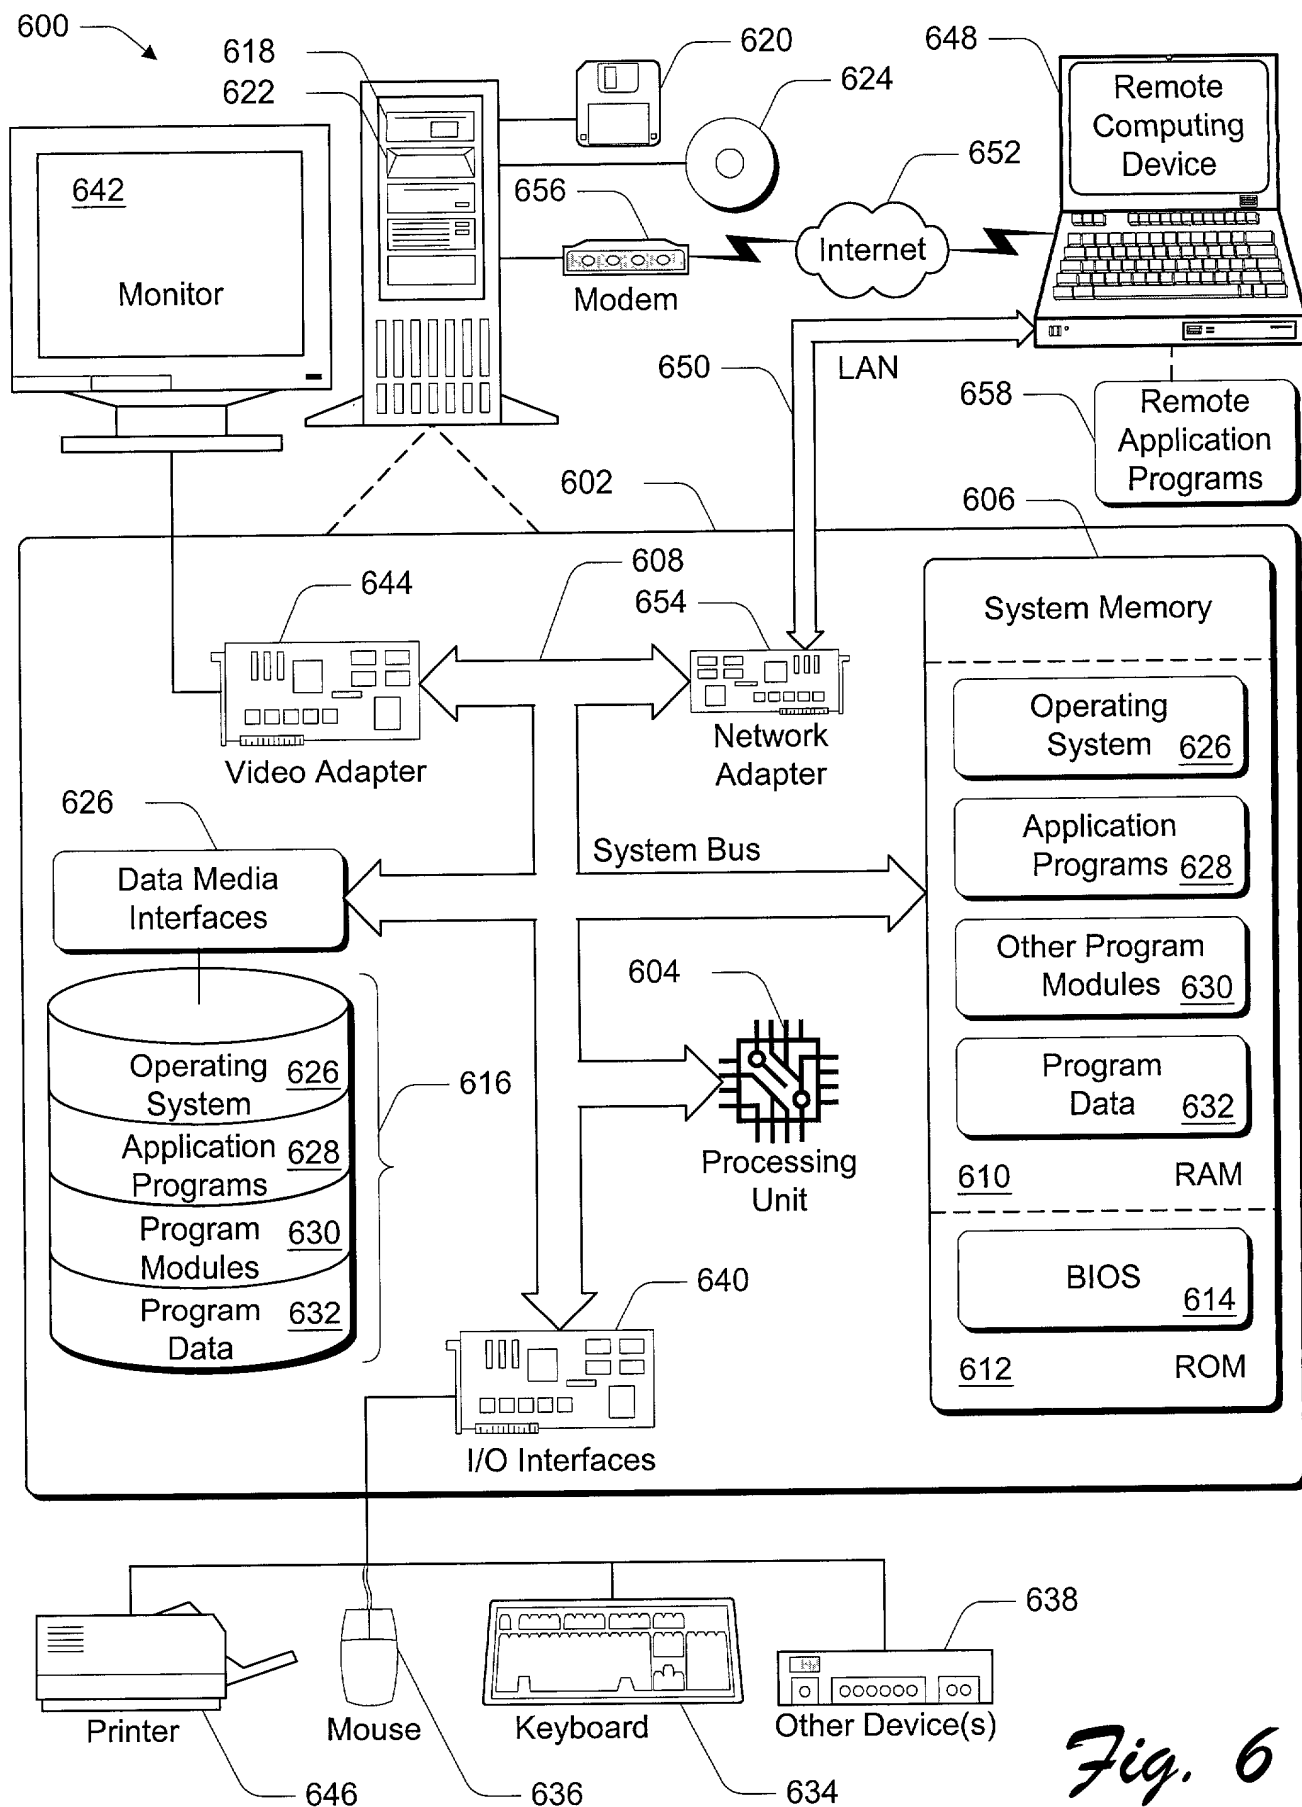 600
618
622
620
624
648
Remote
Computing
Device
642
Monitor
656
Modem
652
Internet
650
LAN
658
Remote
Application
Programs
602
606
608
644
654
Video Adapter
Network
Adapter
System Memory
Operating
System 626
Application
Programs 628
Other Program
Modules 630
Program
Data 632
610 RAM
BIOS
614
612 ROM
626
Data Media
Interfaces
System Bus
604
Processing
Unit
Operating
System 626
Application
Programs 628
Program
Modules 630
Program
Data 632
616
640
I/O Interfaces
Printer
646
Mouse
636
Keyboard
634
638
Other Device(s)
Fig. 6